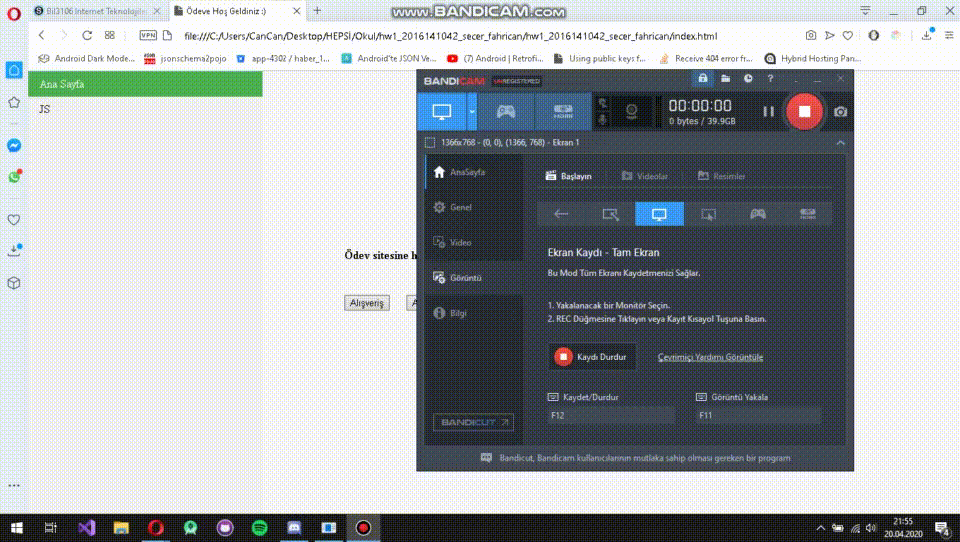 www.BANDICAM.com
Bil3106 İnternet Teknolojile
Ödeve Hoş Geldiniz :)
VPN
file:///C:/Users/CanCan/Desktop/HEPSİ/Okul/hw1_2016141042_secer_fahrican/hw1_2016141042_secer_fahrican/index.html
Android Dark Mode...
jsonschema2pojo
app-4302 / haber_1...
Android'te JSON Ve...
(7) Android | Retrofi...
Using public keys f...
Receive 404 error fr...
Hybrid Hosting Pan...
Ana Sayfa
JS
Ödev sitesine h
Alışveriş
A
BANDICAM UNREGISTERED
HDMI
00:00:00
0 bytes / 39.9GB
1366x768 - (0, 0), (1366, 768) - Ekran 1
AnaSayfa
Genel
Video
Görüntü
Bilgi
BANDICUT
Başlayın
Videolar
Resimler
Ekran Kaydı - Tam Ekran
Bu Mod Tüm Ekranı Kaydetmenizi Sağlar.
1. Yakalanacak bir Monitör Seçin.
2. REC Düğmesine Tıklayın veya Kayıt Kısayol Tuşuna Basın.
Kaydı Durdur
Çevrimiçi Yardımı Görüntüle
Kaydet/Durdur
Görüntü Yakala
F12
F11
Bandicut, Bandicam kullanıcılarının mutlaka sahip olması gereken bir program
21:55
20.04.2020
4